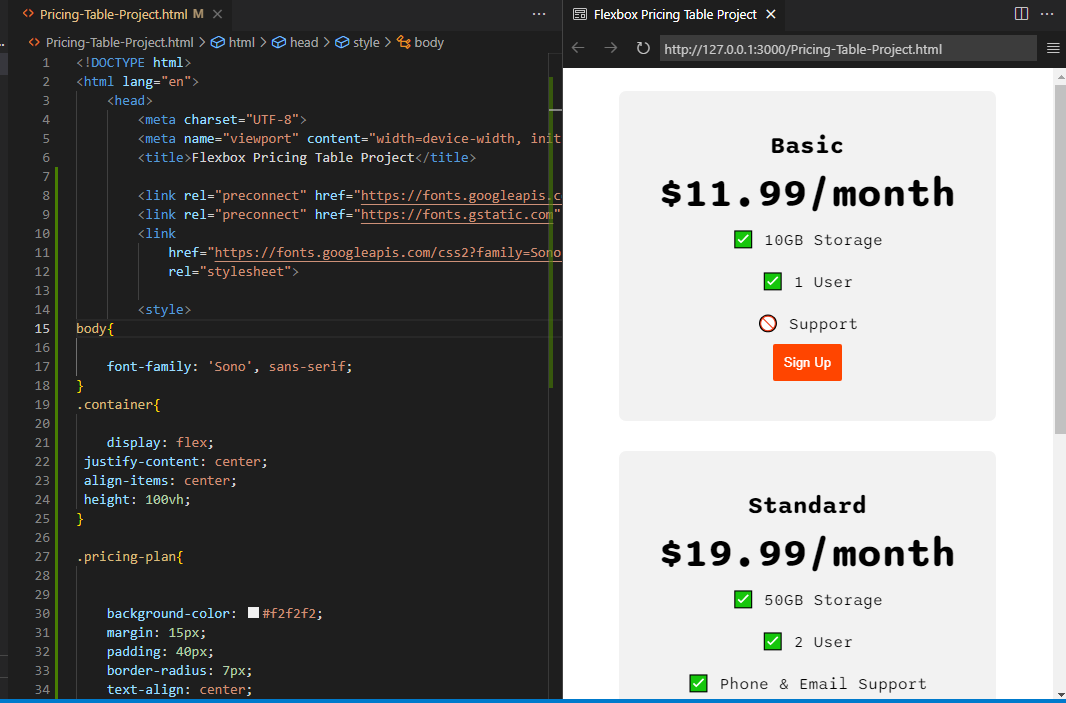 Pricing-Table-Project.html M
Pricing-Table-Project.html > html > head > style > body
1 <!DOCTYPE html>
2 <html lang="en">
3 <head>
4 <meta charset="UTF-8">
5 <meta name="viewport" content="width=device-width, init
6 <title>Flexbox Pricing Table Project</title>
7
8 <link rel="preconnect" href="https://fonts.googleapis.c
9 <link rel="preconnect" href="https://fonts.gstatic.com"
10 <link
11 href="https://fonts.googleapis.com/css2?family=Sono
12 rel="stylesheet">
13
14 <style>
15 body{
16
17 font-family: 'Sono', sans-serif;
18 }
19 .container{
20
21 display: flex;
22 justify-content: center;
23 align-items: center;
24 height: 100vh;
25 }
26
27 .pricing-plan{
28
29
30 background-color: #f2f2f2;
31 margin: 15px;
32 padding: 40px;
33 border-radius: 7px;
34 text-align: center;
Flexbox Pricing Table Project
http://127.0.0.1:3000/Pricing-Table-Project.html
Basic
$11.99/month
✅ 10GB Storage
✅ 1 User
🚫 Support
Sign Up
Standard
$19.99/month
✅ 50GB Storage
✅ 2 User
✅ Phone & Email Support